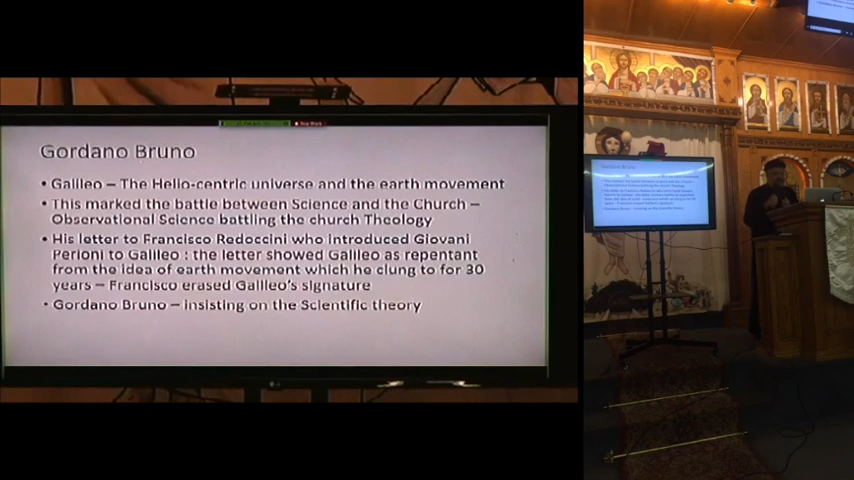 Gordano Bruno
• Galileo – The Helio-centric universe and the earth movement
• This marked the battle between Science and the Church –
Observational Science battling the church Theology
• His letter to Francisco Redoccini who introduced Giovani
Perioni to Galileo : the letter showed Galileo as repentant
from the idea of earth movement which he clung to for 30
years – Francisco erased Galileo's signature
• Gordano Bruno – insisting on the Scientific theory